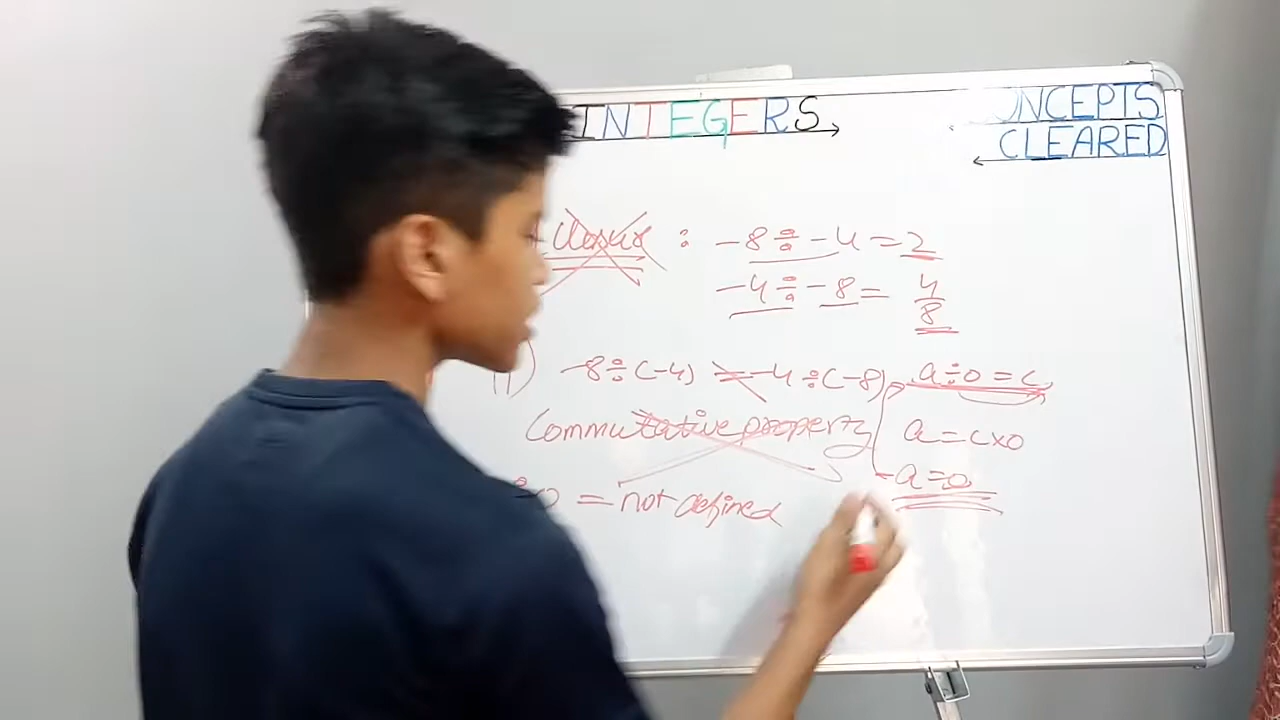 INTEGERS
ONCEPTS
CLEARED
Closure : -8 ÷ -4 = 2
-4 ÷ -8 = 4/8
-8 ÷ (-4) ≠ -4 ÷ (-8)
Commutative property
÷ 0 = not defined
a ÷ 0 = c
a = c × 0
a = 0